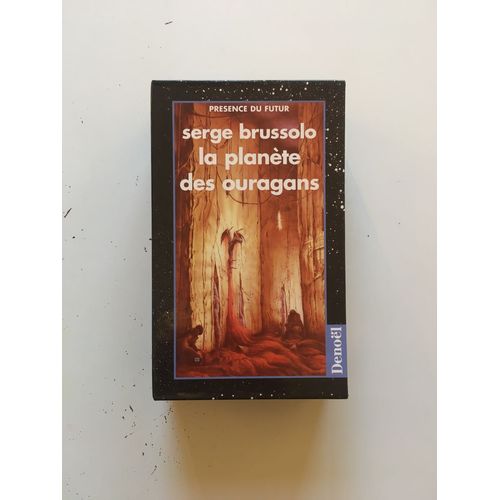 PRESENCE DU FUTUR
serge brussolo
la planète
des ouragans
Denoël